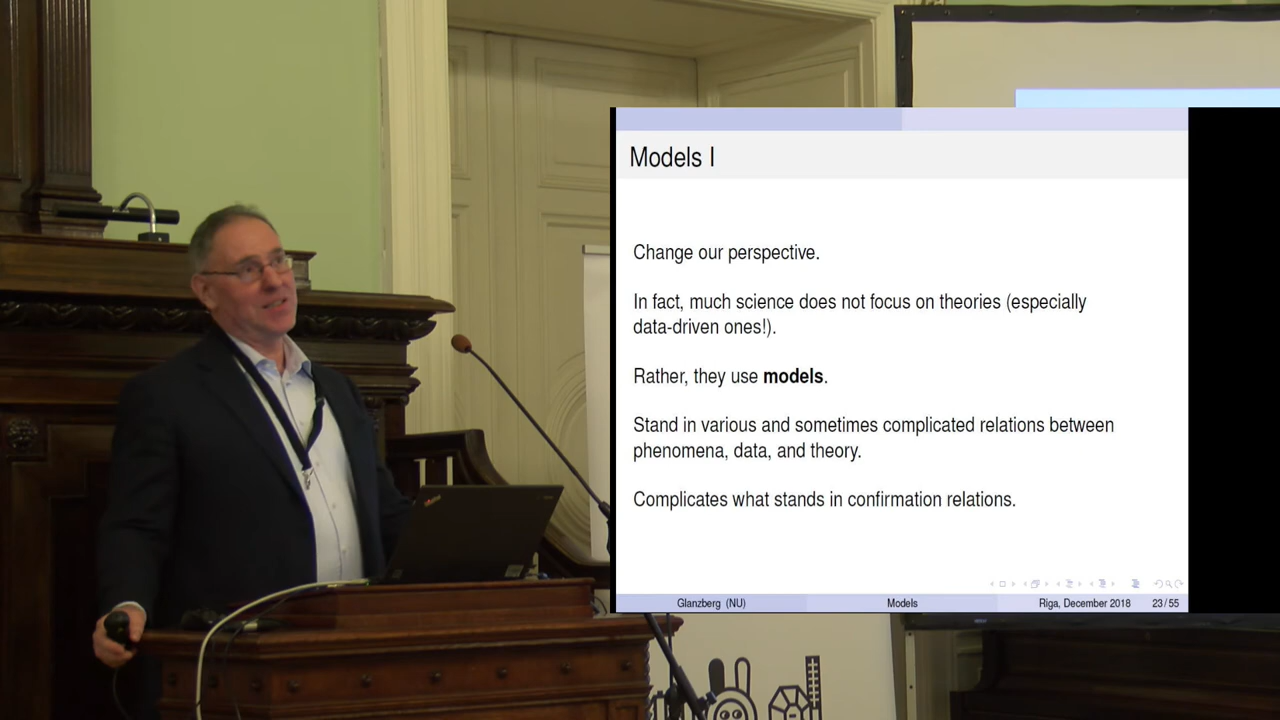 Models I
Change our perspective.
In fact, much science does not focus on theories (especially
data-driven ones!).
Rather, they use models.
Stand in various and sometimes complicated relations between
phenomena, data, and theory.
Complicates what stands in confirmation relations.
Glanzberg (NU)
Models
Riga, December 2018
23 / 55